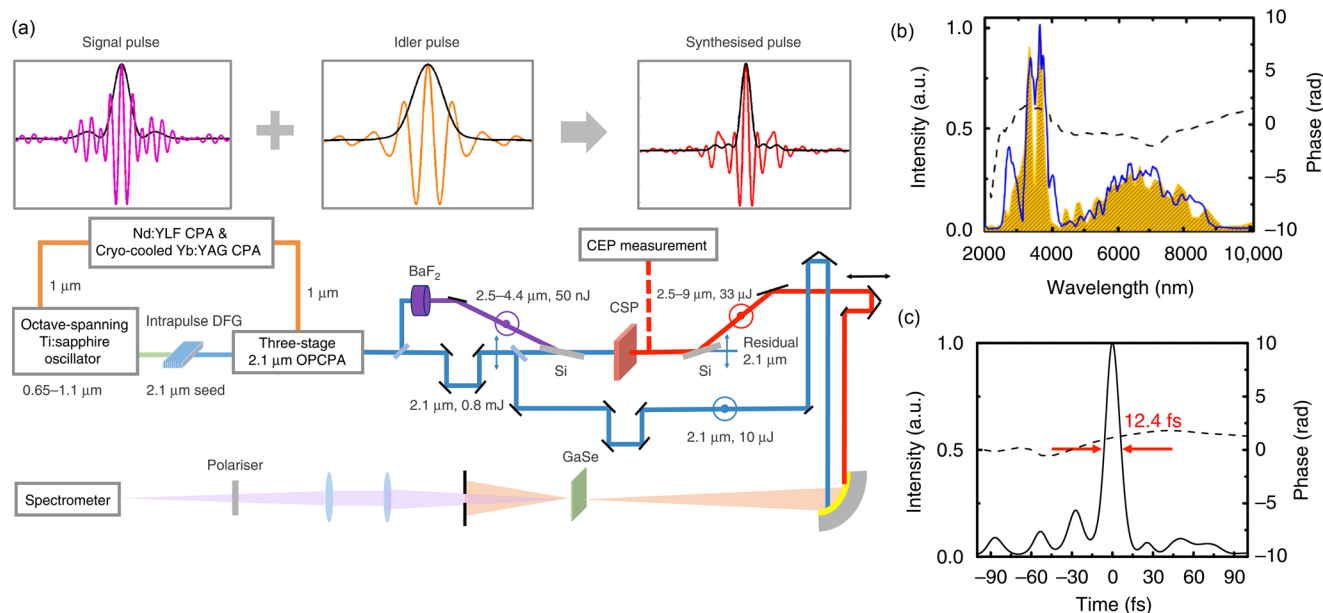 (a)
Signal pulse
Idler pulse
Synthesised pulse
Nd:YLF CPA &
Cryo-cooled Yb:YAG CPA
1 μm
1 μm
Octave-spanning
Ti:sapphire
oscillator
0.65–1.1 μm
Intrapulse DFG
2.1 μm seed
Three-stage
2.1 μm OPCPA
BaF2
2.5–4.4 μm, 50 nJ
Si
2.1 μm, 0.8 mJ
CEP measurement
CSP
2.5–9 μm, 33 μJ
Residual
2.1 μm
Si
2.1 μm, 10 μJ
Spectrometer
Polariser
GaSe
(b)
Intensity (a.u.)
1.0
0.5
0.0
10
5
0
−5
−10
Phase (rad)
2000 4000 6000 8000 10,000
Wavelength (nm)
(c)
Intensity (a.u.)
1.0
0.5
0.0
12.4 fs
10
5
0
−5
−10
Phase (rad)
−90 −60 −30 0 30 60 90
Time (fs)